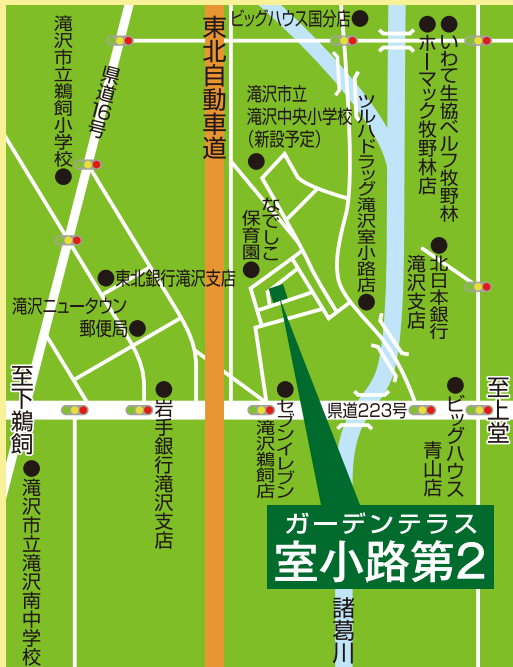 ビッグハウス国分店
滝沢市立鵜飼小学校
県道16号
東北自動車道
滝沢市立
滝沢中央小学校
（新設予定）
ツルハドラッグ滝沢室小路店
いわて生協ベルフ牧野林
ホーマック牧野林店
なでしこ
保育園
東北銀行滝沢支店
北日本銀行
滝沢支店
滝沢ニュータウン
郵便局
至下鵜飼
岩手銀行滝沢支店
セブンイレブン
滝沢鵜飼店
県道223号
ビッグハウス
青山店
至上堂
滝沢市立滝沢南中学校
ガーデンテラス
室小路第2
諸葛川